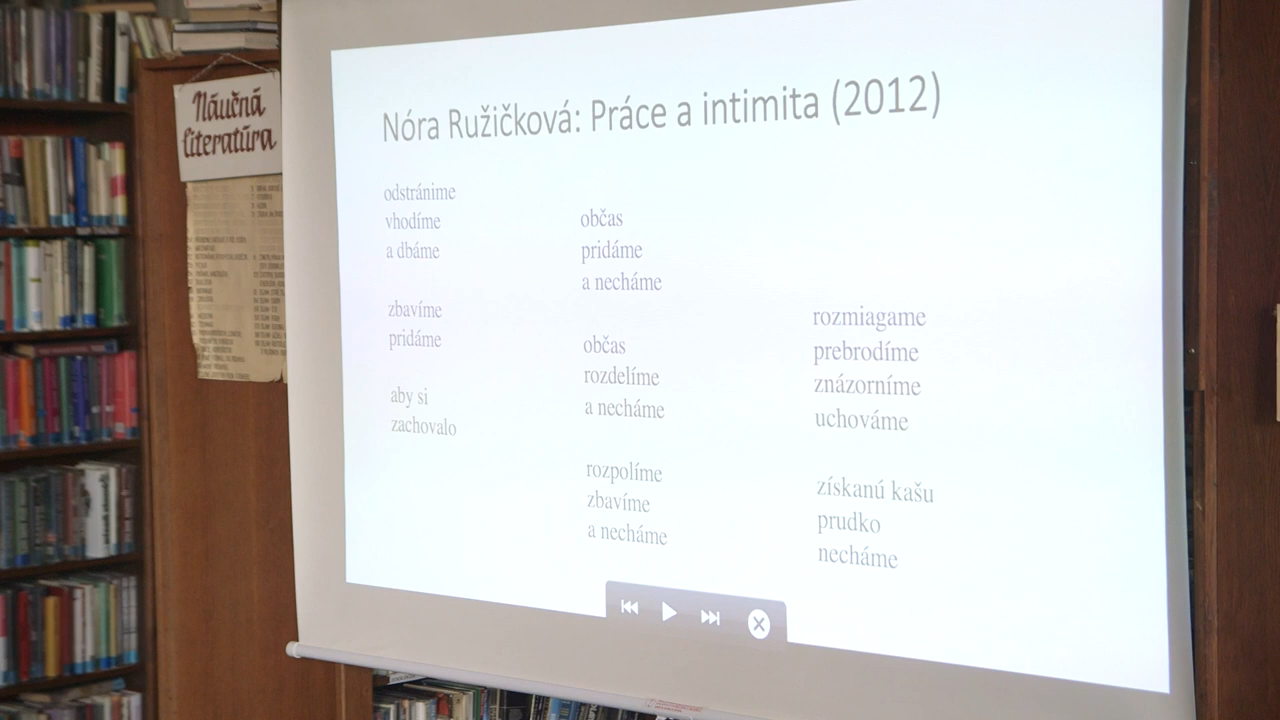 Náučná
literatúra
Nóra Ružičková: Práce a intimita (2012)
odstránime
vhodíme
a dbáme
zbavíme
pridáme
aby si
zachovalo
občas
pridáme
a necháme
občas
rozdelíme
a necháme
rozpolíme
zbavíme
a necháme
rozmiagame
prebrodíme
znázorníme
uchováme
získanú kašu
prudko
necháme